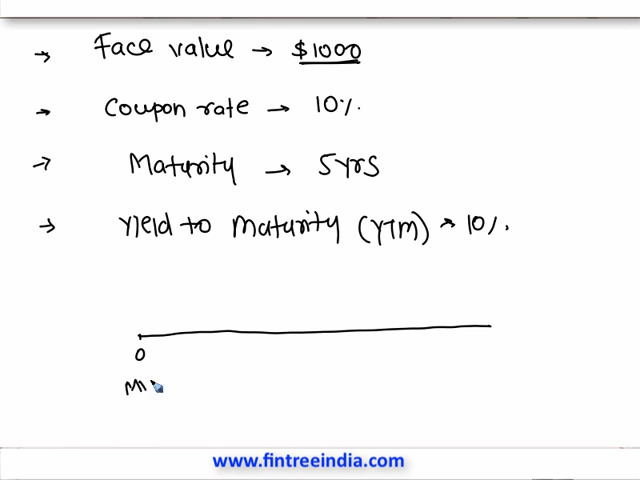 → Face value → $1000
→ Coupon rate → 10%.
→ Maturity → 5yrs
→ Yield to maturity (YTM) → 10%.
0
www.fintreeindia.com